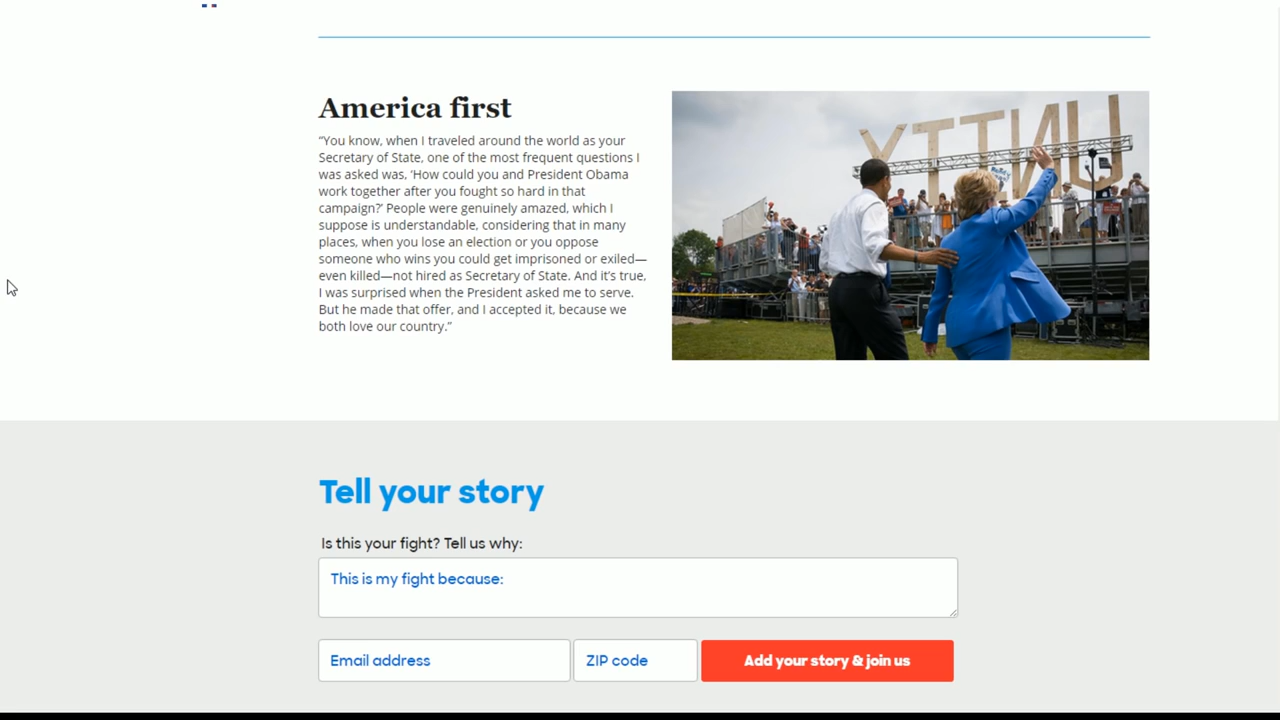 America first
“You know, when I traveled around the world as your
Secretary of State, one of the most frequent questions I
was asked was, ‘How could you and President Obama
work together after you fought so hard in that
campaign?’ People were genuinely amazed, which I
suppose is understandable, considering that in many
places, when you lose an election or you oppose
someone who wins you could get imprisoned or exiled—
even killed—not hired as Secretary of State. And it’s true,
I was surprised when the President asked me to serve.
But he made that offer, and I accepted it, because we
both love our country.”
UNITY
Tell your story
Is this your fight? Tell us why:
This is my fight because:
Email address
ZIP code
Add your story & join us